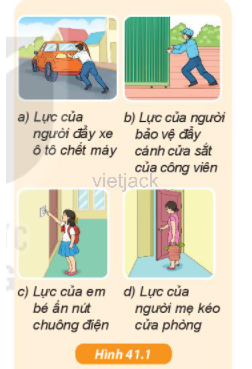 a) Lực của
người đẩy xe
ô tô chết máy
b) Lực của người
bảo vệ đẩy
cánh cửa sắt
của công viên
vietjack
c) Lực của em
bé ấn nút
chuông điện
d) Lực của
người mẹ kéo
cửa phòng
Hình 41.1